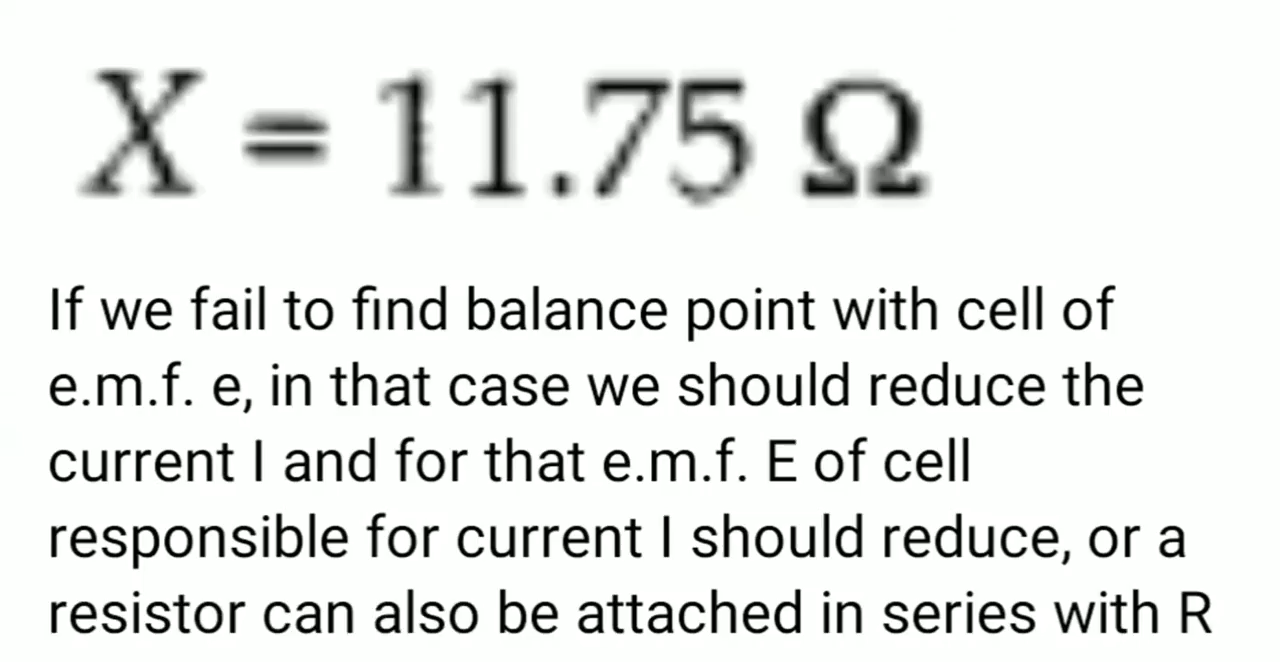 X = 11.75 Ω
If we fail to find balance point with cell of
e.m.f. e, in that case we should reduce the
current I and for that e.m.f. E of cell
responsible for current I should reduce, or a
resistor can also be attached in series with R